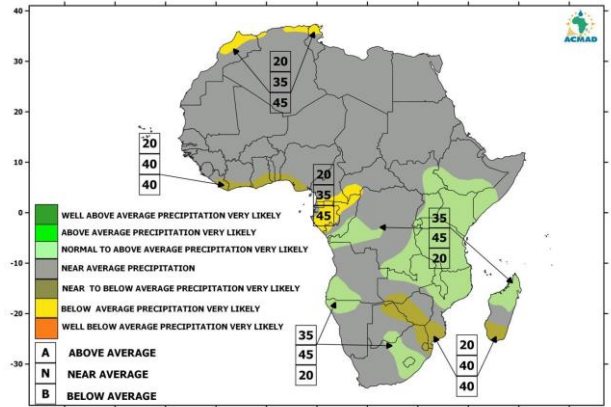 40
30
20
10
0
-10
-20
-30
ACMAD
20
35
45
20
40
40
20
35
45
35
45
20
WELL ABOVE AVERAGE PRECIPITATION VERY LIKELY
ABOVE AVERAGE PRECIPITATION VERY LIKELY
NORMAL TO ABOVE AVERAGE PRECIPITATION VERY LIKELY
NEAR AVERAGE PRECIPITATION
NEAR TO BELOW AVERAGE PRECIPITATION VERY LIKELY
BELOW AVERAGE PRECIPITATION VERY LIKELY
WELL BELOW AVERAGE PRECIPITATION VERY LIKELY
A ABOVE AVERAGE
N NEAR AVERAGE
B BELOW AVERAGE
35
45
20
20
40
40